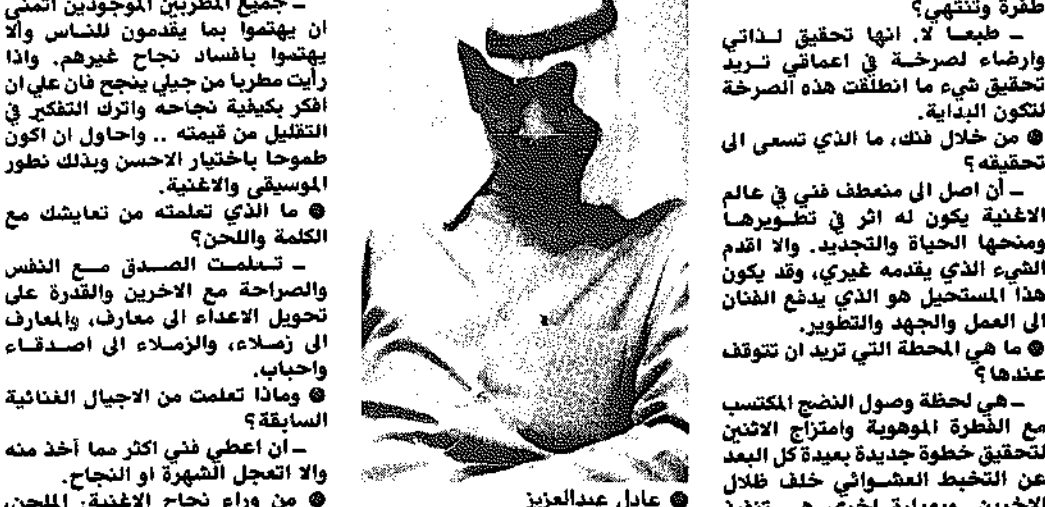 طفرة وتنتهي؟
ـ طبعا لا. انها تحقيق لذاتي
وارضاء لصرخة في اعماقي تريد
تحقيق شيء ما انطلقت هذه الصرخة
لتكون البداية.
● من خلال فنك، ما الذي تسعى الى
تحقيقه؟
ـ أن اصل الى منعطف فني في عالم
الاغنية يكون له اثر في تطويرها
ومنحها الحياة والتجديد. والا اقدم
الشيء الذي يقدمه غيري، وقد يكون
هذا المستحيل هو الذي يدفع الفنان
الى العمل والجهد والتطوير.
● ما هي المحطة التي تريد ان تتوقف
عندها؟
ـ هي لحظة وصول النضج المكتسب
مع الفطرة الموهوبة وامتزاج الاثنين
لتحقيق خطوة جديدة بعيدة كل البعد
عن التخبط العشوائي خلف ظلال
الاخرين وبعبارة اخرى هي
● عادل عبدالعزيز
ـ جميع المطربين الموجودين اتمنى
ان يهتموا بما يقدمون للناس والا
يهتموا بافساد نجاح غيرهم. واذا
رأيت مطربا من جيلي ينجح فان علي ان
افكر بكيفية نجاحه واترك التفكير في
التقليل من قيمته .. واحاول ان اكون
طموحا باختيار الاحسن وبذلك نطور
الموسيقى والاغنية.
● ما الذي تعلمته من تعايشك مع
الكلمة واللحن؟
ـ تعلمت الصدق مع النفس
والصراحة مع الاخرين والقدرة على
تحويل الاعداء الى معارف، والمعارف
الى زملاء، والزملاء الى اصدقاء
واحباب.
● وماذا تعلمت من الاجيال الغنائية
السابقة؟
ـ أن اعطي فني اكثر مما آخذ منه
والا اتعجل الشهرة او النجاح.
● من وراء نجاح الاغنية: الملحن،